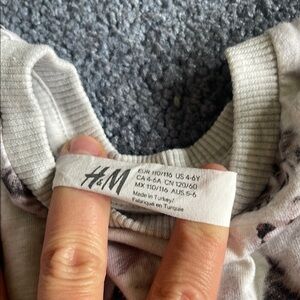 H&M
EUR 110/116 US 4-6Y
CA 4-6A CN 120/60
MX 110/116 AUS 5-6
Made in Turkey/
Fabriqué en Turquie